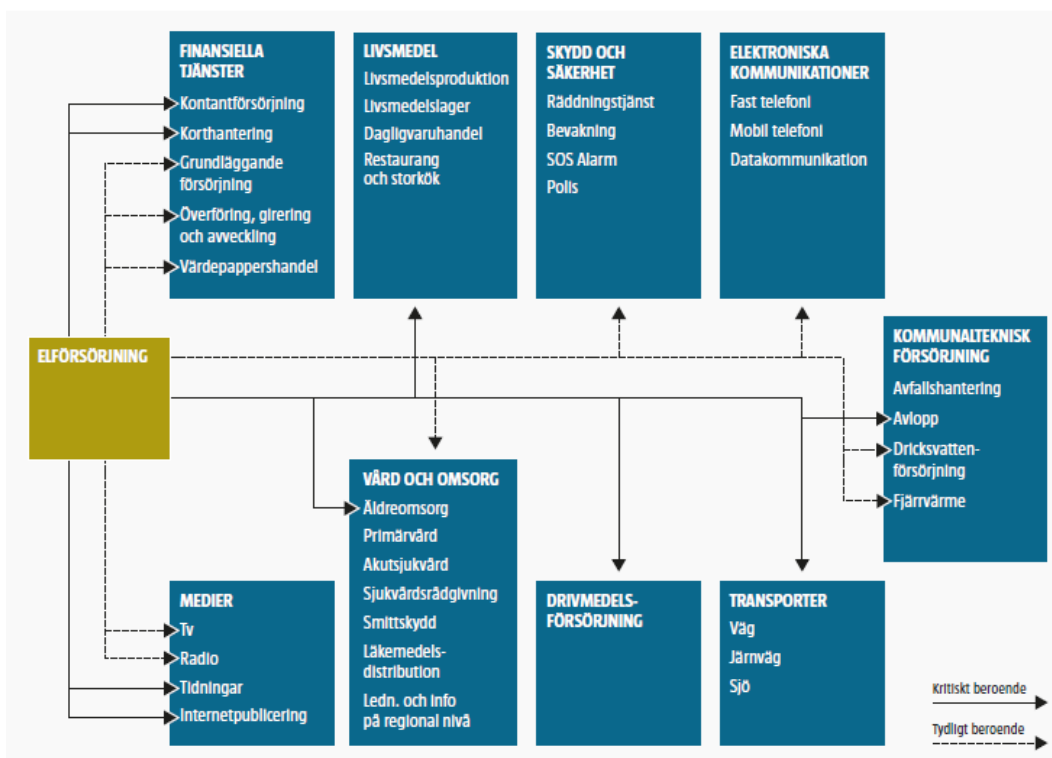 FINANSIELLA
TJÄNSTER
Kontantförsörjning
Korthantering
Grundläggande
försörjning
Överföring, girering
och avveckling
Värdepappershandel
LIVSMEDEL
Livsmedelsproduktion
Livsmedelslager
Dagligvaruhandel
Restaurang
och storkök
SKYDD OCH
SÄKERHET
Räddningstjänst
Bevakning
SOS Alarm
Polis
ELEKTRONISKA
KOMMUNIKATIONER
Fast telefoni
Mobil telefoni
Datakommunikation
ELFÖRSÖRJNING
KOMMUNALTEKNISK
FÖRSÖRJNING
Avfallshantering
Avlopp
Dricksvatten-
försörjning
Fjärrvärme
MEDIER
Tv
Radio
Tidningar
Internetpublicering
VÅRD OCH OMSORG
Äldreomsorg
Primärvård
Akutsjukvård
Sjukvårdsrådgivning
Smittskydd
Läkemedels-
distribution
Ledn. och info
på regional nivå
DRIVMEDELS-
FÖRSÖRJNING
TRANSPORTER
Väg
Järnväg
Sjö
Kritiskt beroende
Tydligt beroende